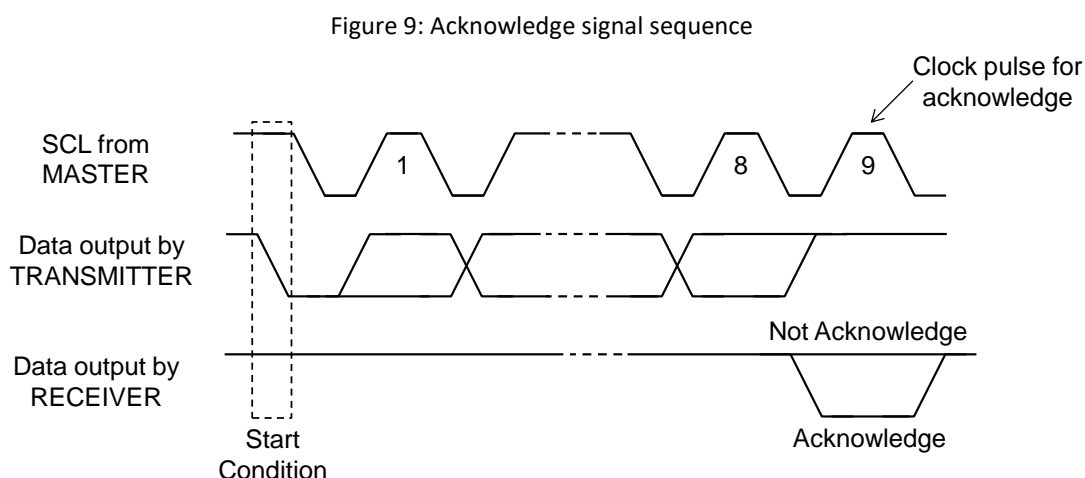 Figure 9: Acknowledge signal sequence
Clock pulse for
acknowledge
SCL from
MASTER
1
8
9
Data output by
TRANSMITTER
Not Acknowledge
Data output by
RECEIVER
Acknowledge
Start
Condition